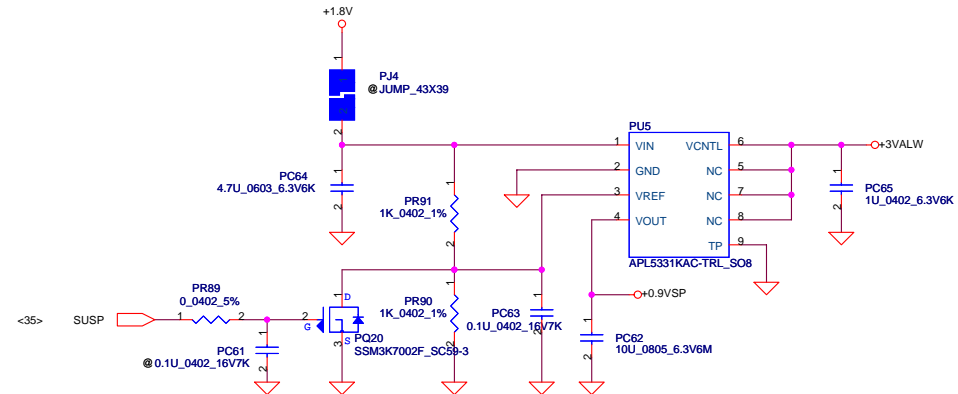 +1.8V
1
1
PJ4
@ JUMP_43X39
2
2
PU5
1 VIN VCNTL 6 +3VALW
2 GND NC 5
3 VREF NC 7
4 VOUT NC 8
TP 9
APL5331KAC-TRL_SO8
1
PC64
4.7U_0603_6.3V6K
2
1
PR91
1K_0402_1%
2
1
PC65
1U_0402_6.3V6K
2
+0.9VSP
PR89
0_0402_5%
<35> SUSP 1 2 2 G
1 D
S 3
PQ20
SSM3K7002F_SC59-3
1
PC61
@ 0.1U_0402_16V7K
2
1
PR90
1K_0402_1%
2
1
PC63
0.1U_0402_16V7K
2
1
PC62
10U_0805_6.3V6M
2